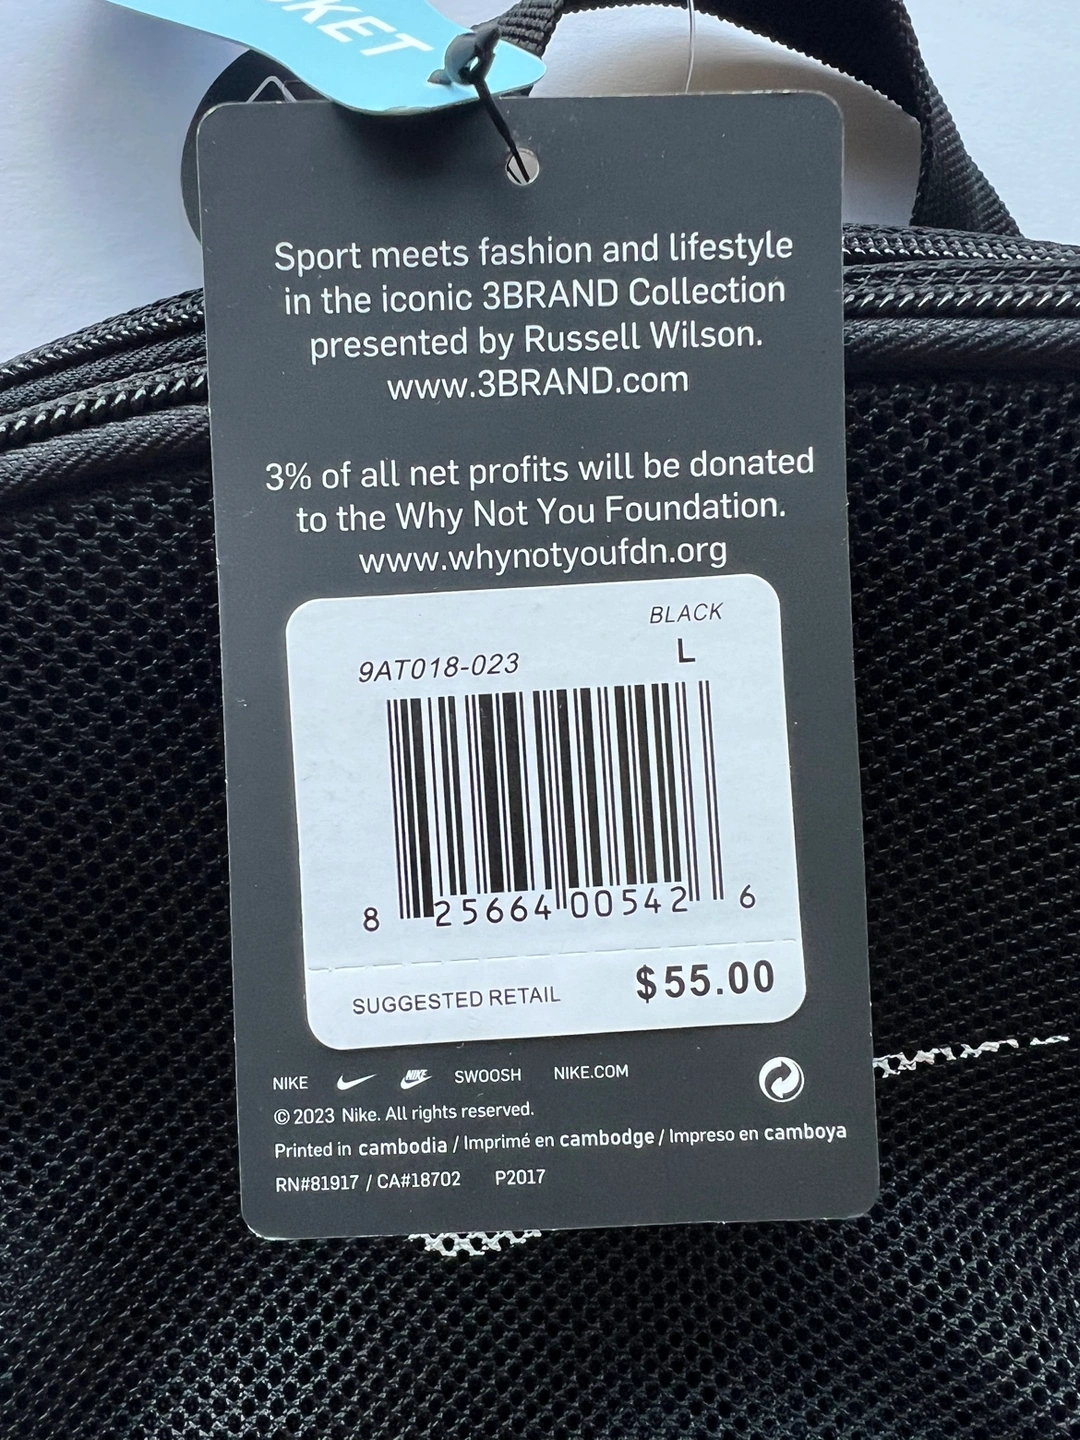 Sport meets fashion and lifestyle
in the iconic 3BRAND Collection
presented by Russell Wilson.
www.3BRAND.com
3% of all net profits will be donated
to the Why Not You Foundation.
www.whynotyoufdn.org
BLACK
9AT018-023 L
8 25664 00542 6
SUGGESTED RETAIL $55.00
NIKE NIKE SWOOSH NIKE.COM
© 2023 Nike. All rights reserved.
Printed in cambodia / Imprimé en cambodge / Impreso en camboya
RN#81917 / CA#18702 P2017